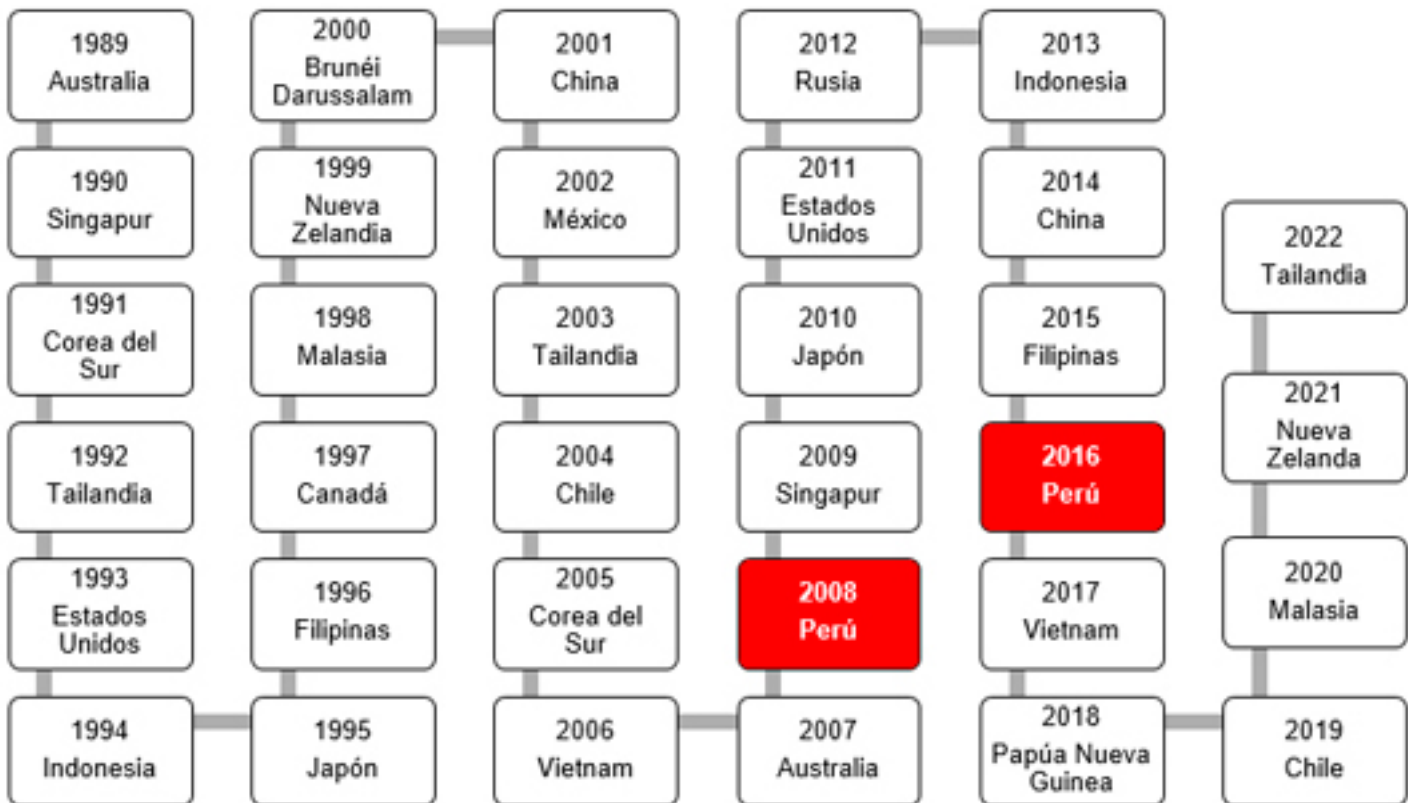 1989
Australia
1990
Singapur
1991
Corea del
Sur
1992
Tailandia
1993
Estados
Unidos
1994
Indonesia
1995
Japón
1996
Filipinas
1997
Canadá
1998
Malasia
1999
Nueva
Zelandia
2000
Brunéi
Darussalam
2001
China
2002
México
2003
Tailandia
2004
Chile
2005
Corea del
Sur
2006
Vietnam
2007
Australia
2008
Perú
2009
Singapur
2010
Japón
2011
Estados
Unidos
2012
Rusia
2013
Indonesia
2014
China
2015
Filipinas
2016
Perú
2017
Vietnam
2018
Papúa Nueva
Guinea
2019
Chile
2020
Malasia
2021
Nueva
Zelanda
2022
Tailandia